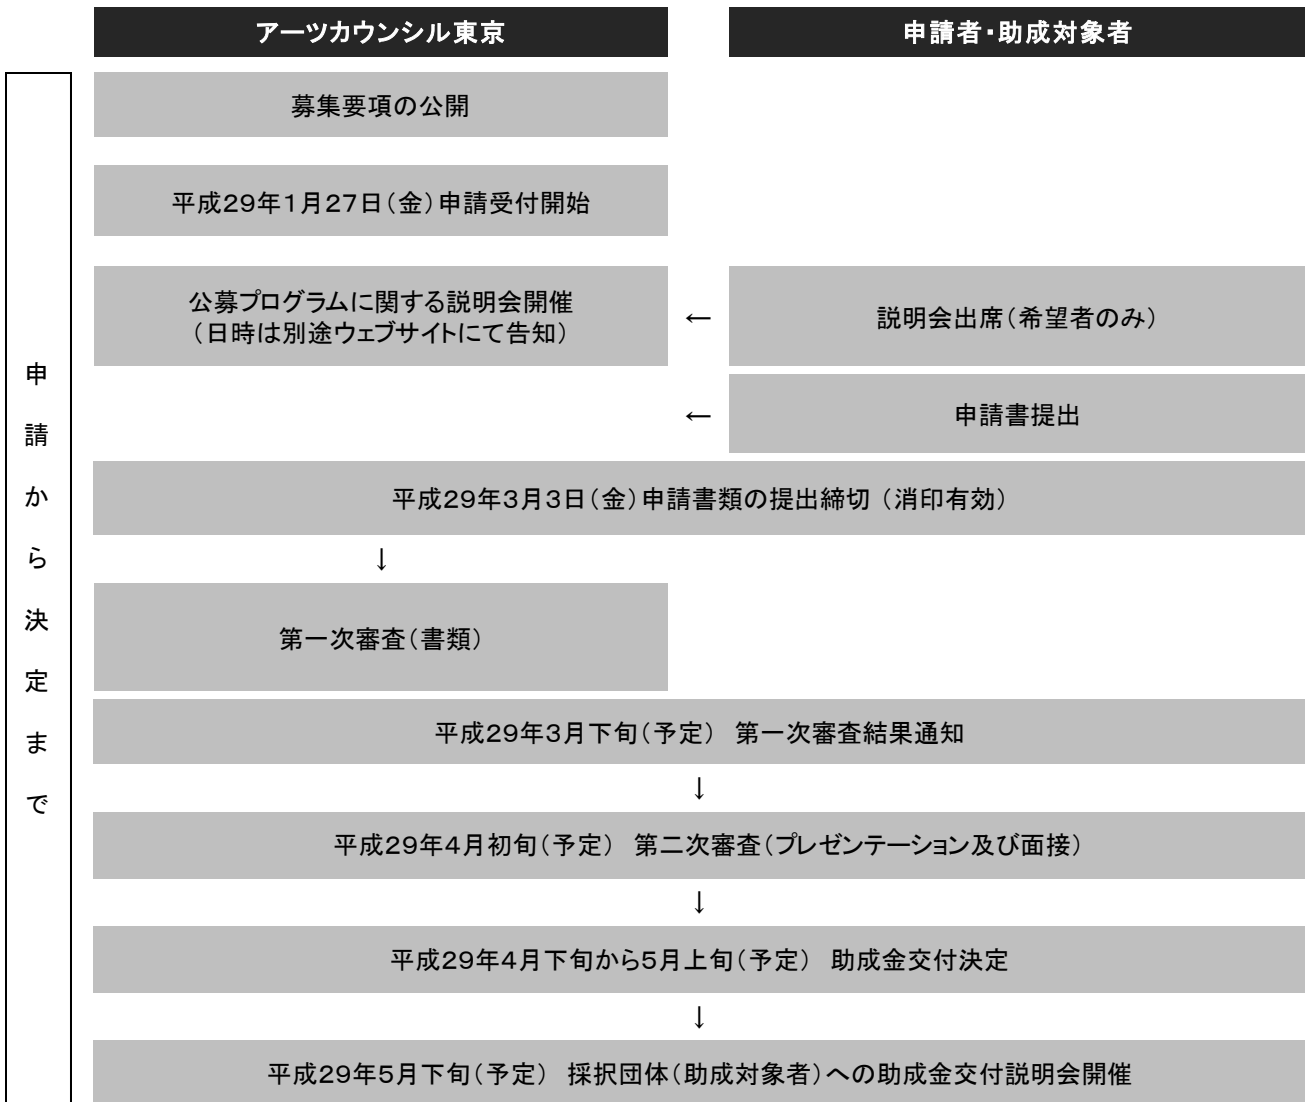 アーツカウンシル東京
申請者・助成対象者
申請から決定まで
募集要項の公開
平成29年1月27日（金）申請受付開始
公募プログラムに関する説明会開催
（日時は別途ウェブサイトにて告知）
←
説明会出席（希望者のみ）
←
申請書提出
平成29年3月3日（金）申請書類の提出締切（消印有効）
↓
第一次審査（書類）
平成29年3月下旬（予定）　第一次審査結果通知
↓
平成29年4月初旬（予定）　第二次審査（プレゼンテーション及び面接）
↓
平成29年4月下旬から5月上旬（予定）　助成金交付決定
↓
平成29年5月下旬（予定）　採択団体（助成対象者）への助成金交付説明会開催